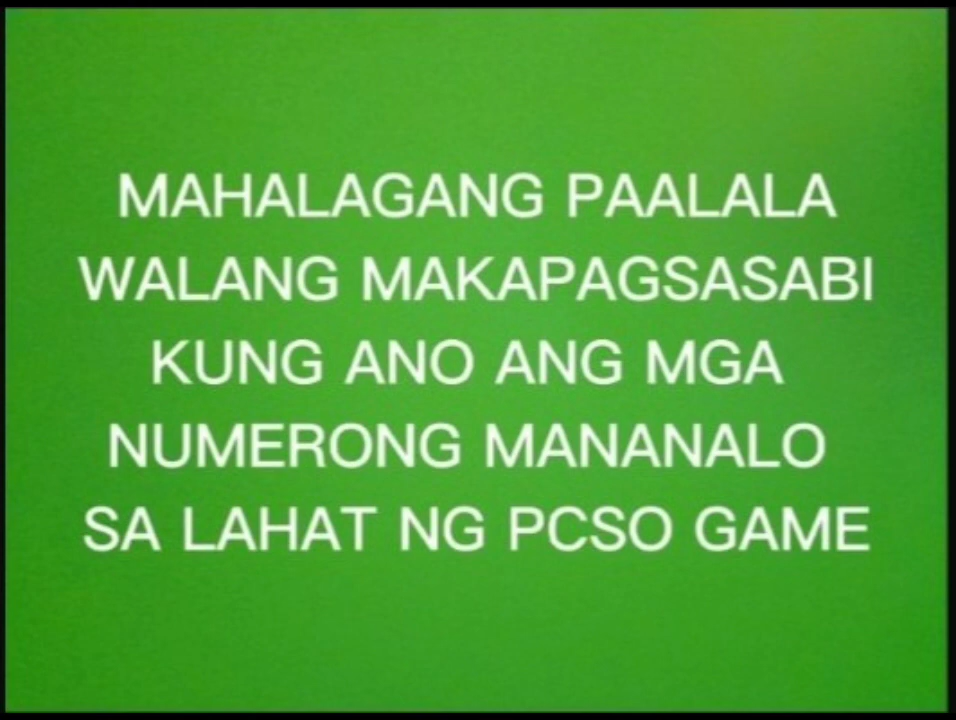 MAHALAGANG PAALALA
WALANG MAKAPAGSASABI
KUNG ANO ANG MGA
NUMERONG MANANALO
SA LAHAT NG PCSO GAME